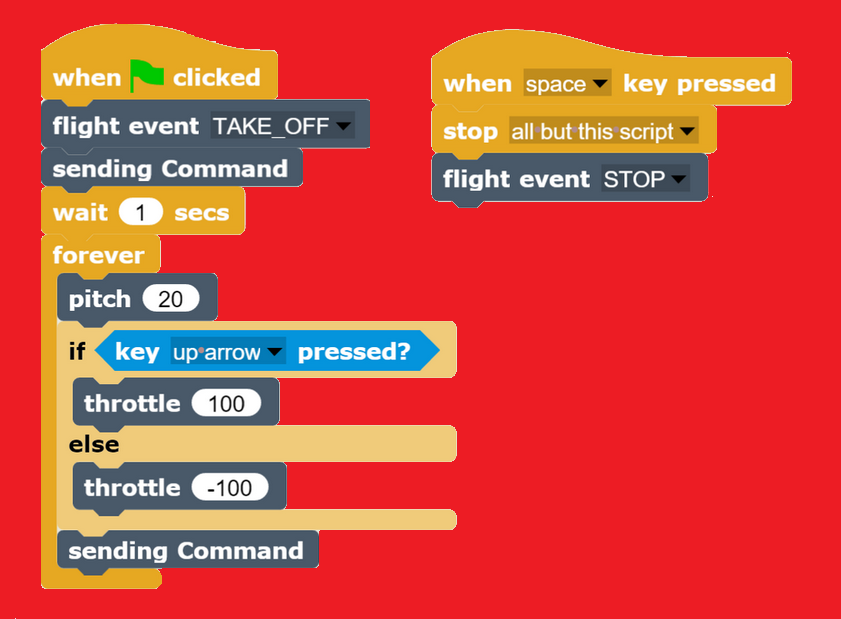 when clicked
flight event TAKE_OFF
sending Command
wait 1 secs
forever
pitch 20
if key up arrow pressed?
throttle 100
else
throttle -100
sending Command
when space key pressed
stop all but this script
flight event STOP